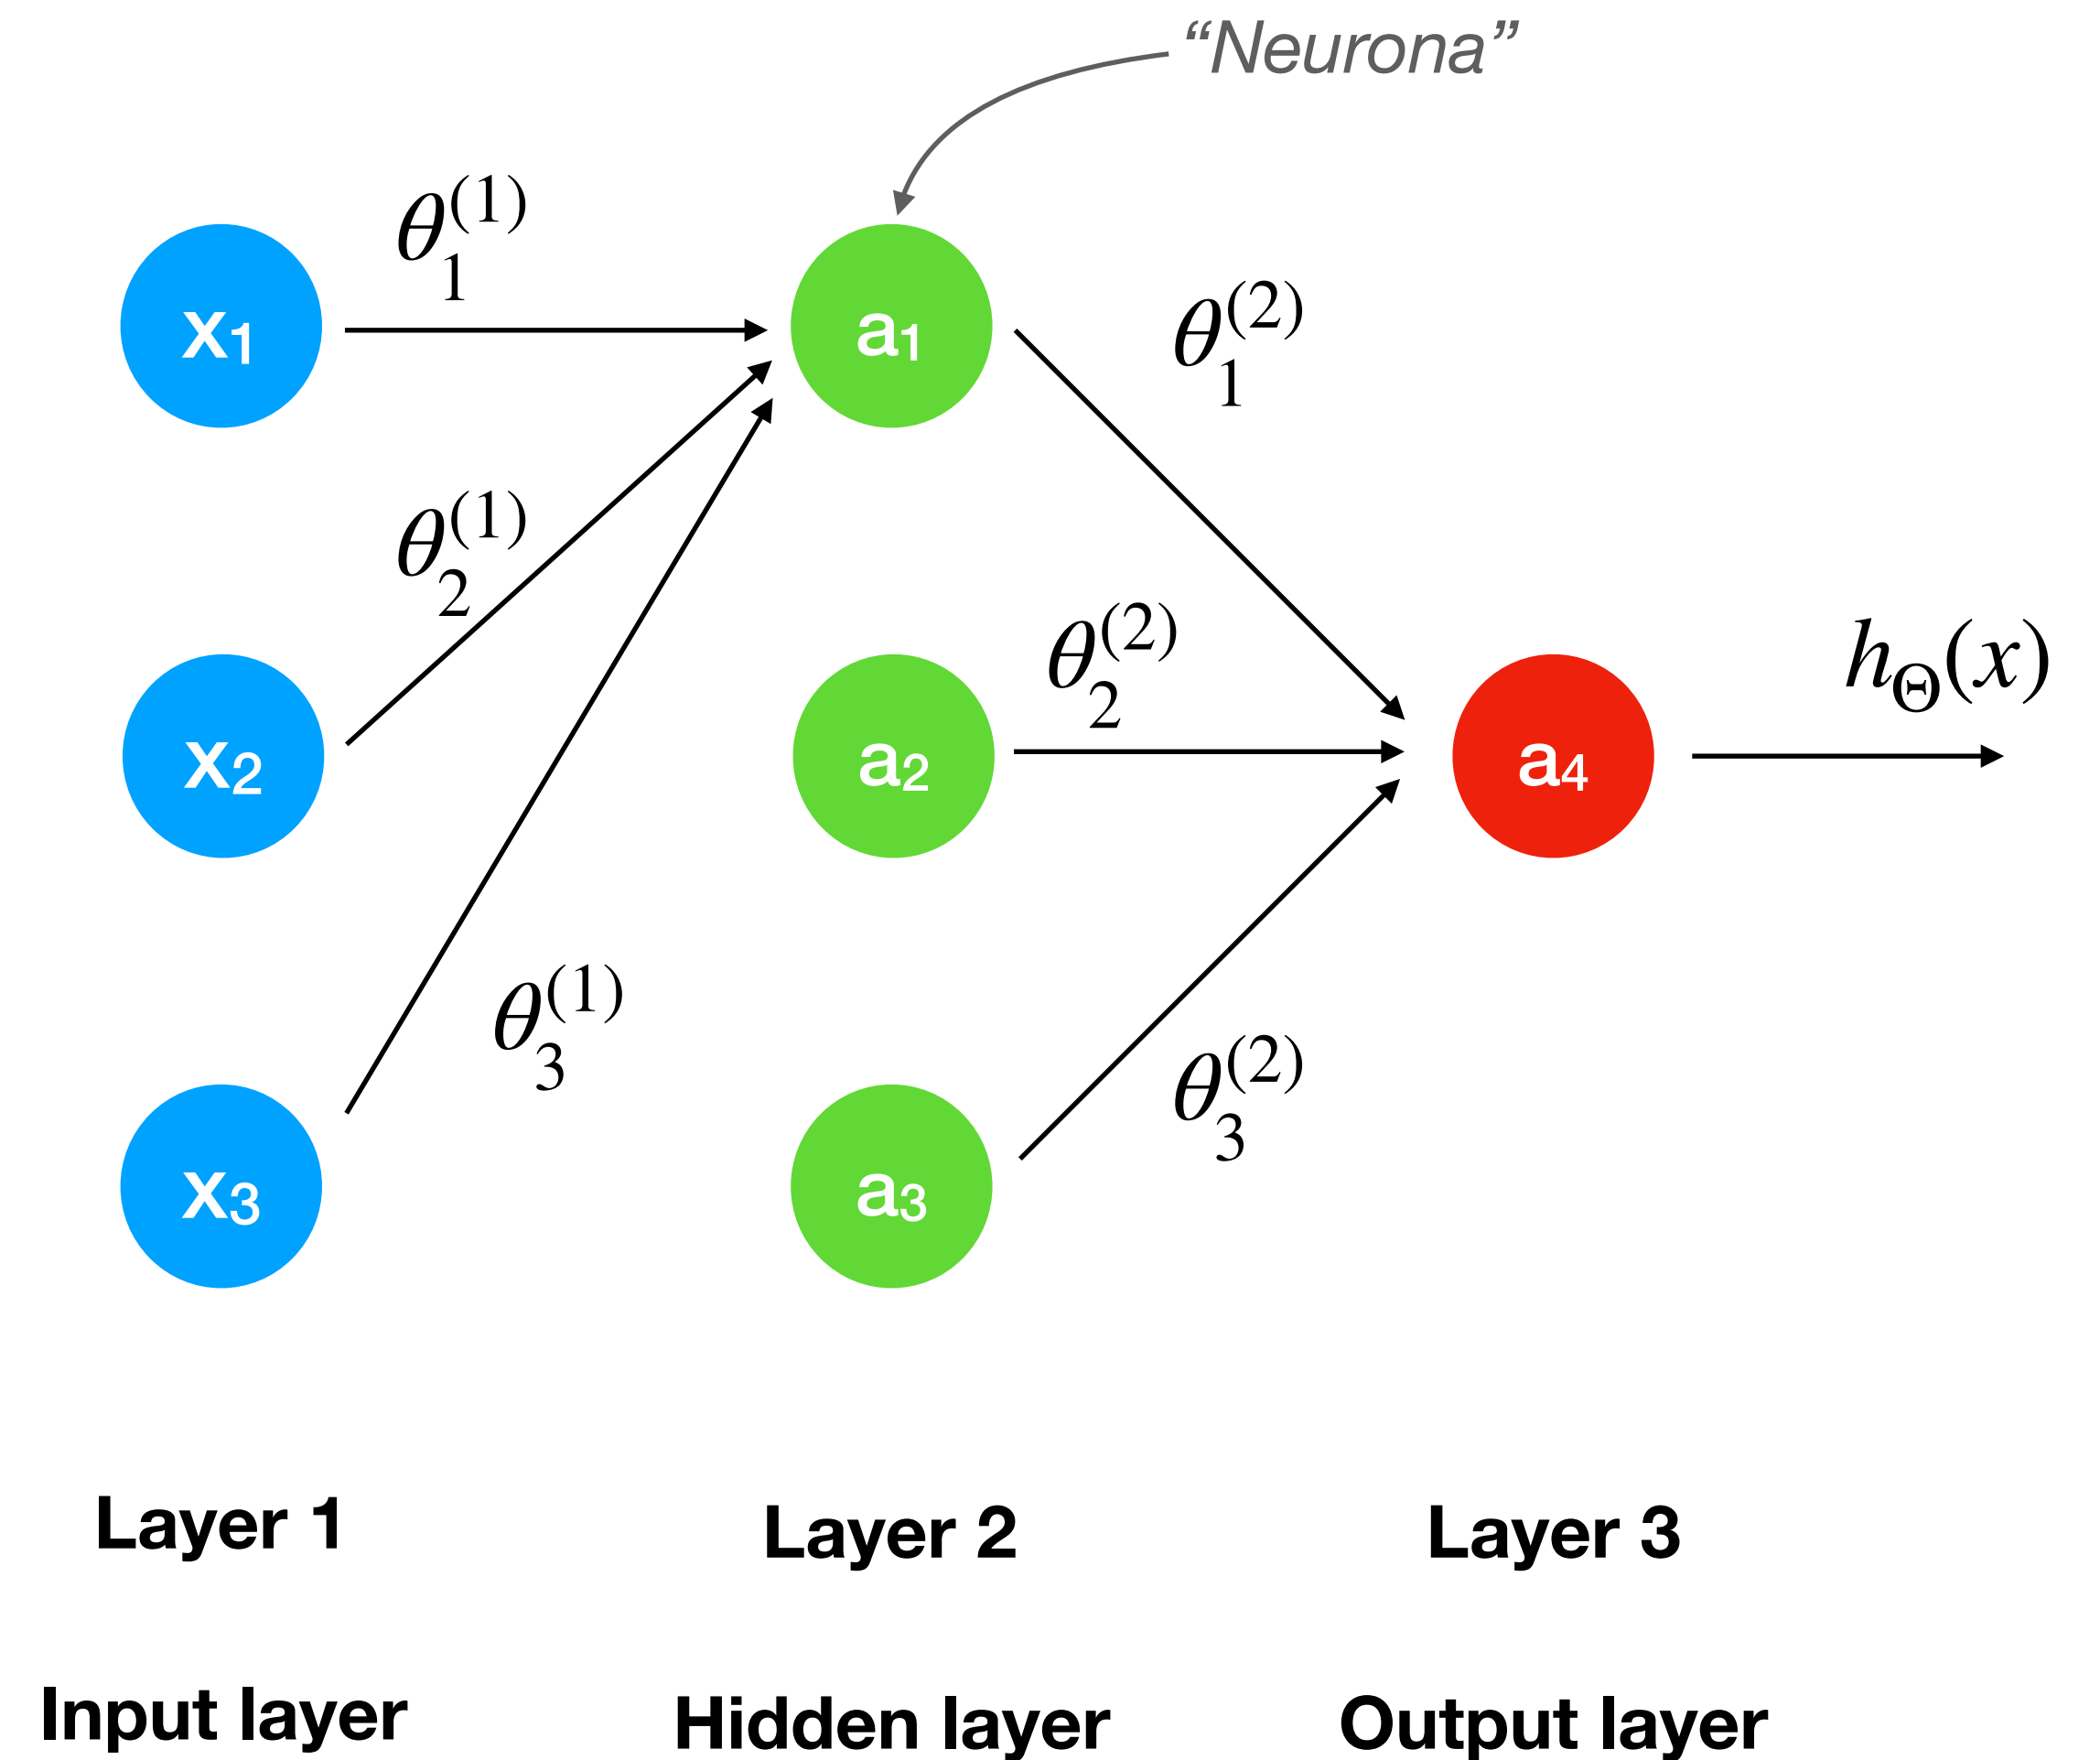 “Neurona”
θ₁⁽¹⁾
θ₁⁽²⁾
x₁
a₁
θ₂⁽¹⁾
θ₂⁽²⁾
h_Θ(x)
x₂
a₂
a₄
θ₃⁽¹⁾
θ₃⁽²⁾
x₃
a₃
Layer 1
Layer 2
Layer 3
Input layer
Hidden layer
Output layer